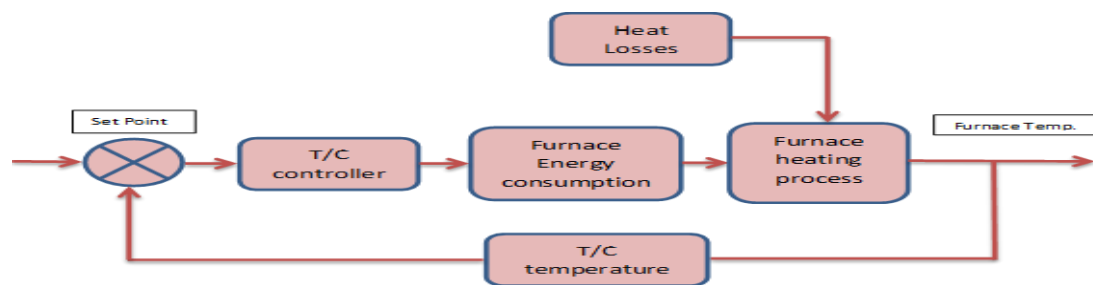 Heat
Losses
Set Point
Furnace Temp.
T/C
controller
Furnace
Energy
consumption
Furnace
heating
process
T/C
temperature